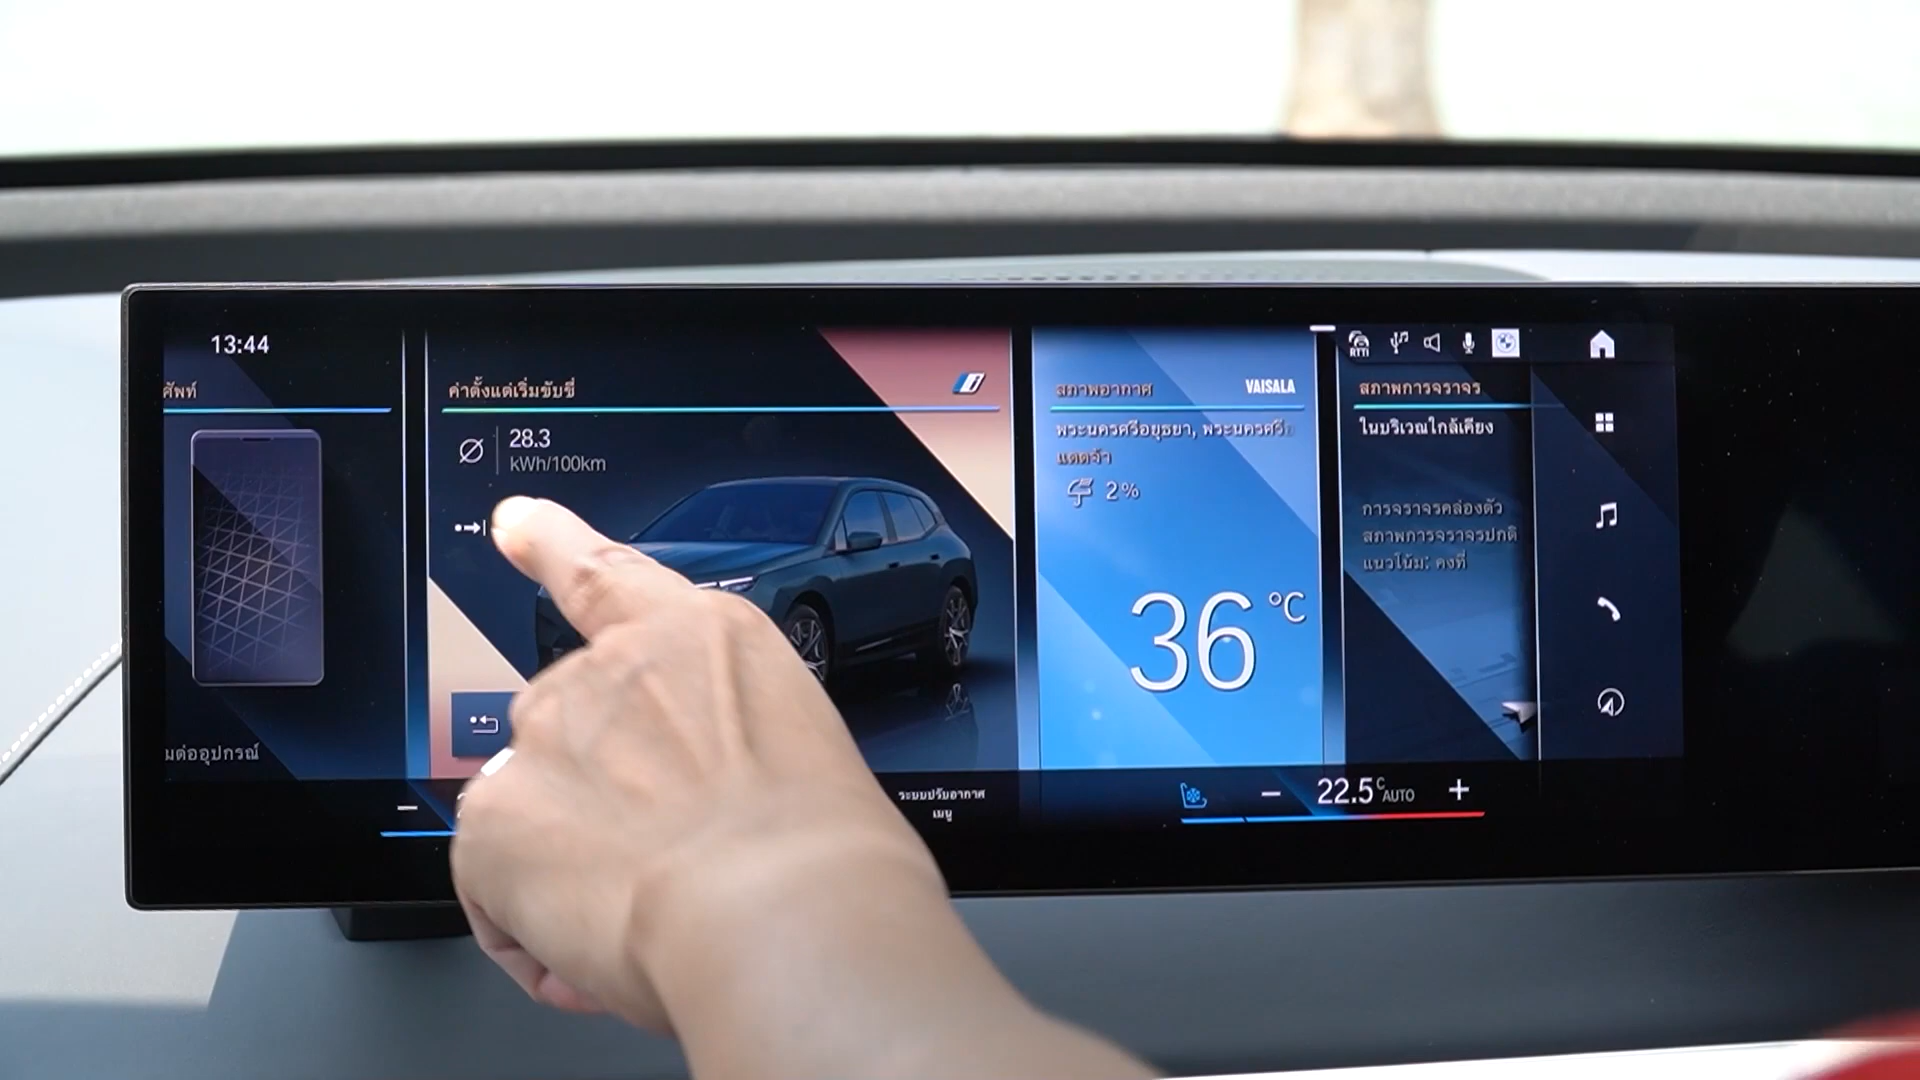 13:44
ศัพท์
มต่ออุปกรณ์
ค่าตั้งแต่เริ่มขับขี่
28.3
kWh/100km
สภาพอากาศ
VAISALA
พระนครศรีอยุธยา, พระนครศรี
แดดจ้า
2%
36 °C
RTTI
สภาพการจราจร
ในบริเวณใกล้เคียง
การจราจรคล่องตัว
สภาพการจราจรปกติ
แนวโน้ม: คงที่
−
ระบบปรับอากาศ
เมนู
− 22.5 °C AUTO +